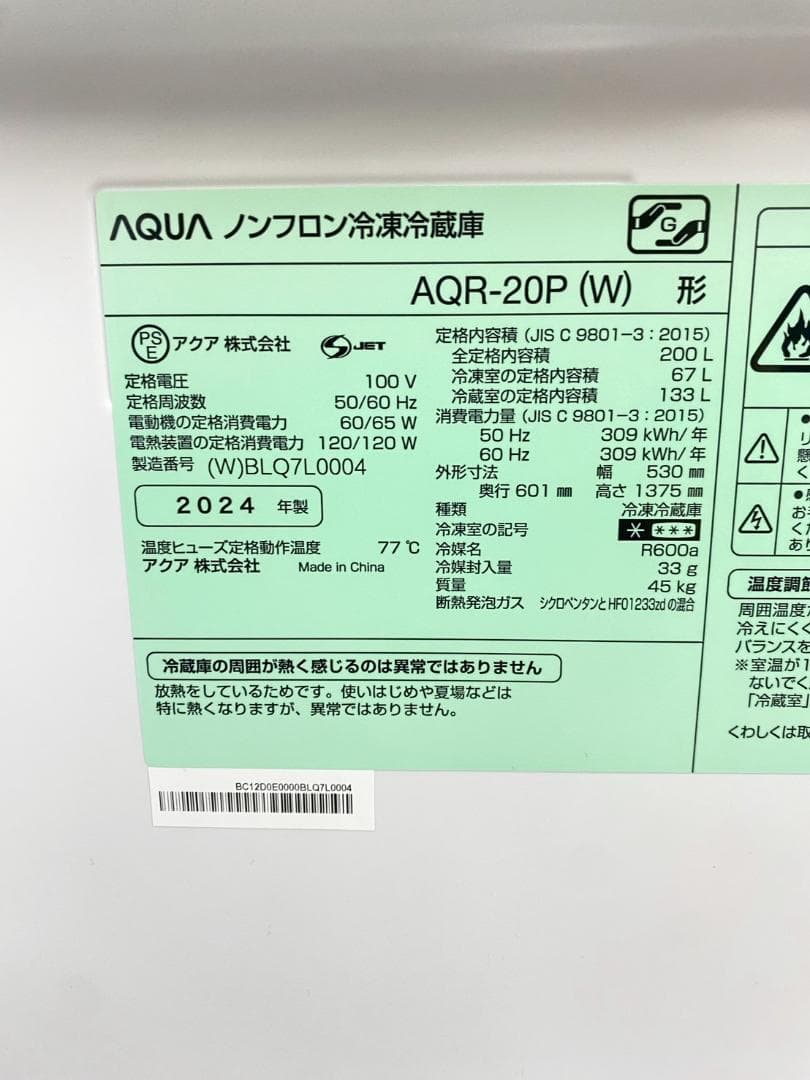 AQUA ノンフロン冷凍冷蔵庫
G
AQR-20P (W) 形
PSE アクア 株式会社 S JET
定格電圧 100 V
定格周波数 50/60 Hz
電動機の定格消費電力 60/65 W
電熱装置の定格消費電力 120/120 W
製造番号 (W)BLQ7L0004
2024 年製
温度ヒューズ定格動作温度 77 ℃
アクア 株式会社 Made in China
定格内容積 (JIS C 9801-3:2015)
全定格内容積 200 L
冷凍室の定格内容積 67 L
冷蔵室の定格内容積 133 L
消費電力量 (JIS C 9801-3:2015)
50 Hz 309 kWh/年
60 Hz 309 kWh/年
外形寸法 幅 530 mm
奥行 601 mm 高さ 1375 mm
種類 冷凍冷蔵庫
冷凍室の記号
冷媒名 R600a
冷媒封入量 33 g
質量 45 kg
断熱発泡ガス シクロペンタンとHFO1233zdの混合
冷蔵庫の周囲が熱く感じるのは異常ではありません
放熱をしているためです。使いはじめや夏場などは
特に熱くなりますが、異常ではありません。
BC12D0E0000BLQ7L0004
温度調節
周囲温度が
冷えにくく
バランスを
※室温が1
ないでく
「冷蔵室」
くわしくは取